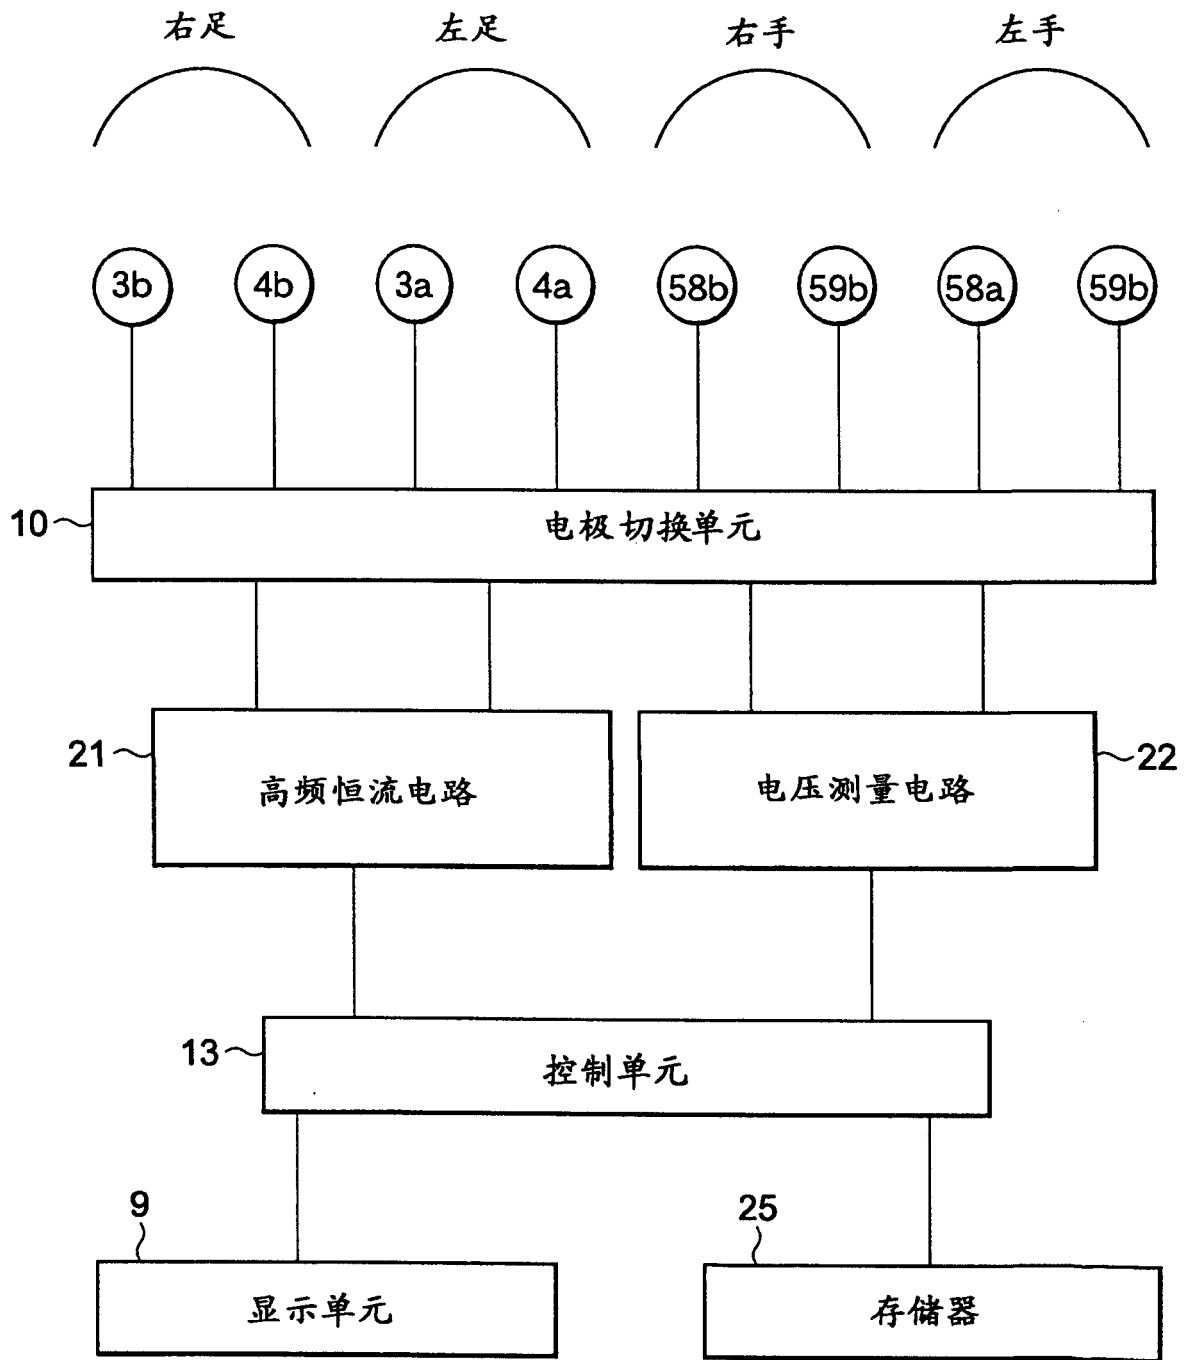 右足 左足 右手 左手
3b 4b 3a 4a 58b 59b 58a 59b
10 电极切换单元
21 高频恒流电路 电压测量电路 22
13 控制单元
9 25
显示单元 存储器